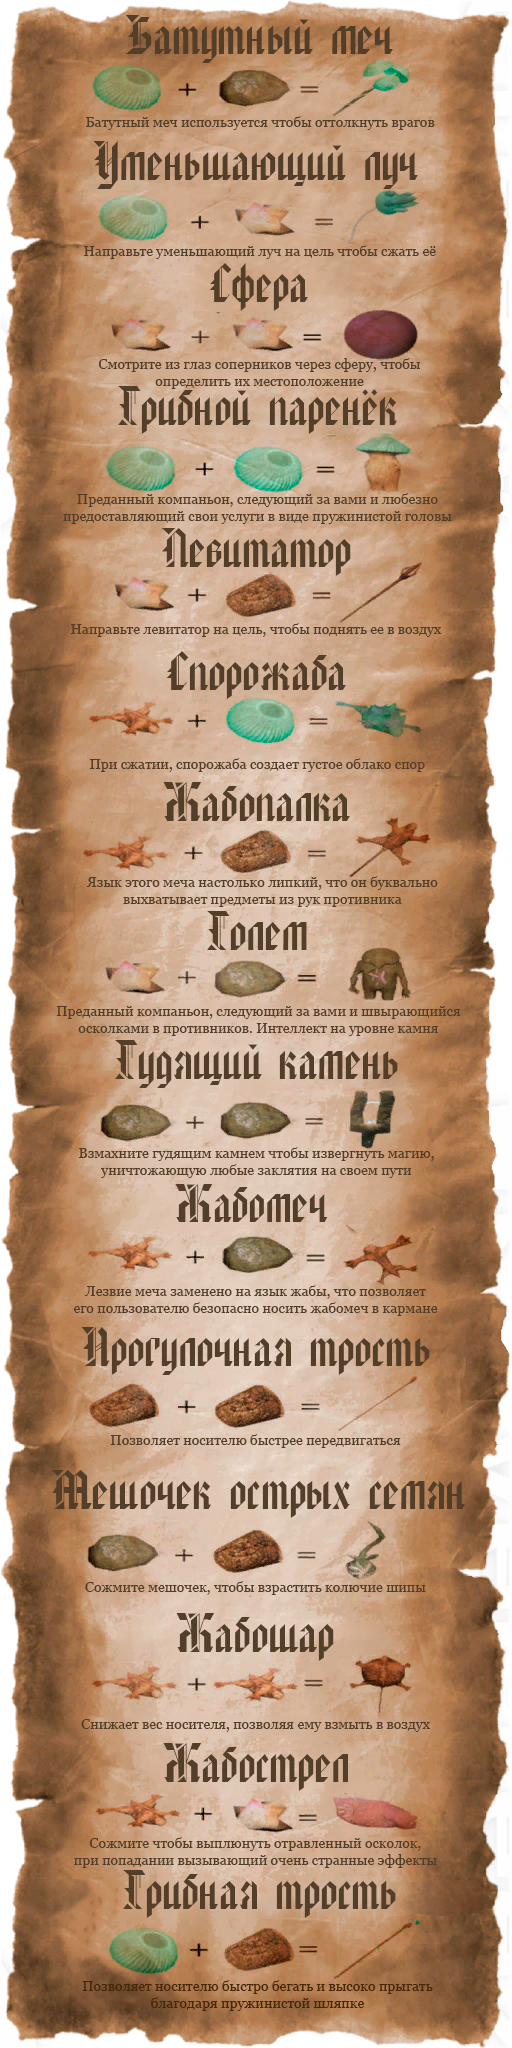 Батутный меч
+ =
Батутный меч используется чтобы оттолкнуть врагов
Уменьшающий луч
+ =
Направьте уменьшающий луч на цель чтобы сжать её
Сфера
+ =
Смотрите из глаз соперников через сферу, чтобы
определить их местоположение
Грибной паренёк
+ =
Преданный компаньон, следующий за вами и любезно
предоставляющий свои услуги в виде пружинистой головы
Левитатор
+ =
Направьте левитатор на цель, чтобы поднять ее в воздух
Спорожаба
+ =
При сжатии, спорожаба создает густое облако спор
Жабопалка
+ =
Язык этого меча настолько липкий, что он буквально
выхватывает предметы из рук противника
Голем
+ =
Преданный компаньон, следующий за вами и швырающийся
осколками в противников. Интеллект на уровне камня
Гудящий камень
+ =
Взмахните гудящим камнем чтобы извергнуть магию,
уничтожающую любые заклятия на своем пути
Жабомеч
+ =
Лезвие меча заменено на язык жабы, что позволяет
его пользователю безопасно носить жабомеч в кармане
Прогулочная трость
+ =
Позволяет носителю быстрее передвигаться
Мешочек острых семян
+ =
Сожмите мешочек, чтобы взрастить колючие шипы
Жабошар
+ =
Снижает вес носителя, позволяя ему взмыть в воздух
Жабострел
+ =
Сожмите чтобы выплюнуть отравленный осколок,
при попадании вызывающий очень странные эффекты
Грибная трость
+ =
Позволяет носителю быстро бегать и высоко прыгать
благодаря пружинистой шляпке